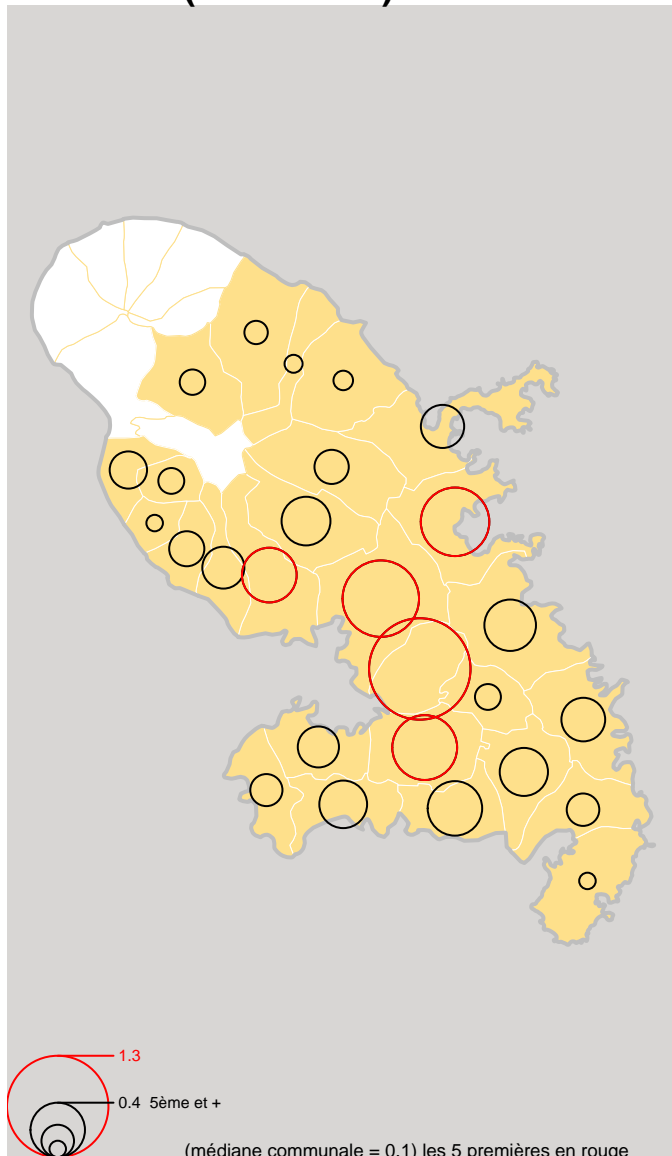 1.3
0.4 5ème et +
(médiane communale = 0.1) les 5 premières en rouge